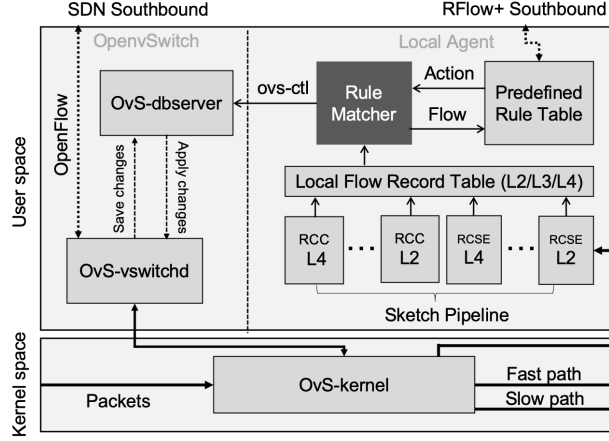 SDN Southbound
RFlow+ Southbound
OpenvSwitch
Local Agent
User space
OpenFlow
OvS-dbserver
ovs-ctl
Rule
Matcher
Action
Flow
Predefined
Rule Table
Save changes
Apply changes
Local Flow Record Table (L2/L3/L4)
RCC
L4
RCC
L2
RCSE
L4
RCSE
L2
OvS-vswitchd
Sketch Pipeline
Kernel space
OvS-kernel
Packets
Fast path
Slow path